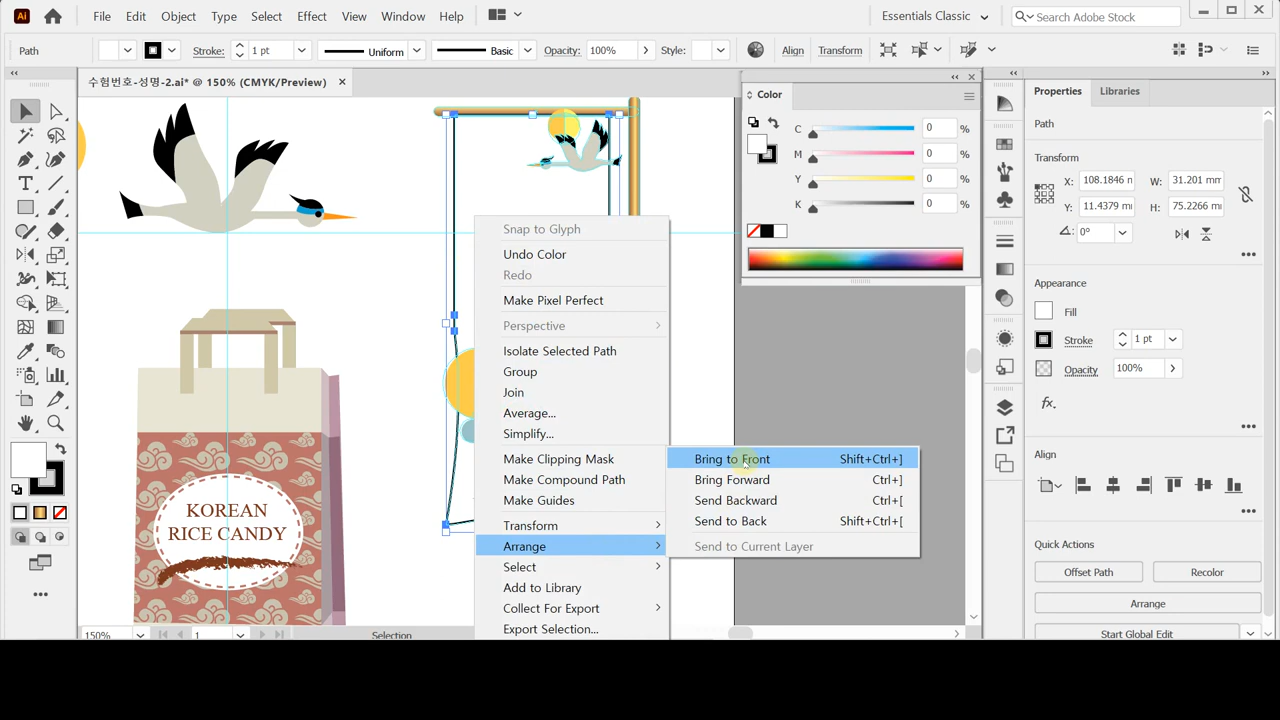 Ai File Edit Object Type Select Effect View Window Help Essentials Classic Search Adobe Stock
Path Stroke: 1 pt Uniform Basic Opacity: 100% Style: Align Transform
수험번호-성명-2.ai* @ 150% (CMYK/Preview)
Color
C 0 %
M 0 %
Y 0 %
K 0 %
Properties Libraries
Path
Transform
X: 108.1846 W: 31.201 mm
Y: 11.4379 H: 75.2266
0°
Appearance
Fill
Stroke 1 pt
Opacity 100%
fx.
Align
Quick Actions
Offset Path Recolor
Arrange
Start Global Edit
Snap to Glyph
Undo Color
Redo
Make Pixel Perfect
Perspective
Isolate Selected Path
Group
Join
Average...
Simplify...
Make Clipping Mask
Make Compound Path
Make Guides
Transform
Arrange
Select
Add to Library
Collect For Export
Export Selection...
Bring to Front Shift+Ctrl+]
Bring Forward Ctrl+]
Send Backward Ctrl+[
Send to Back Shift+Ctrl+[
Send to Current Layer
KOREAN
RICE CANDY
150% 1 Selection